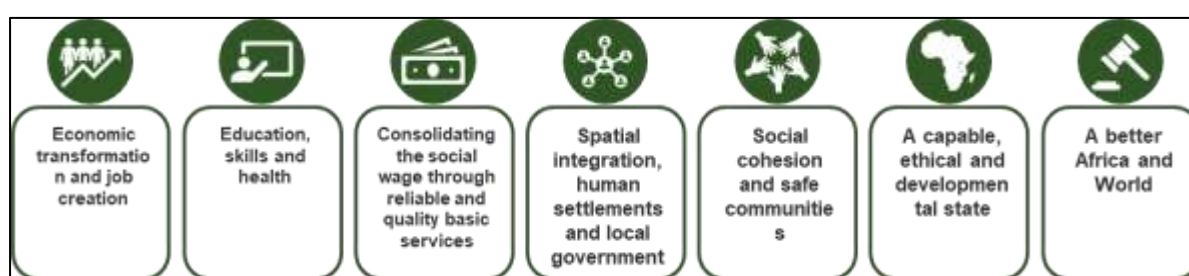 Economic
transformatio
n and job
creation
Education,
skills and
health
Consolidating
the social
wage through
reliable and
quality basic
services
Spatial
integration,
human
settlements
and local
government
Social
cohesion
and safe
communitie
s
A capable,
ethical and
developmen
tal state
A better
Africa and
World